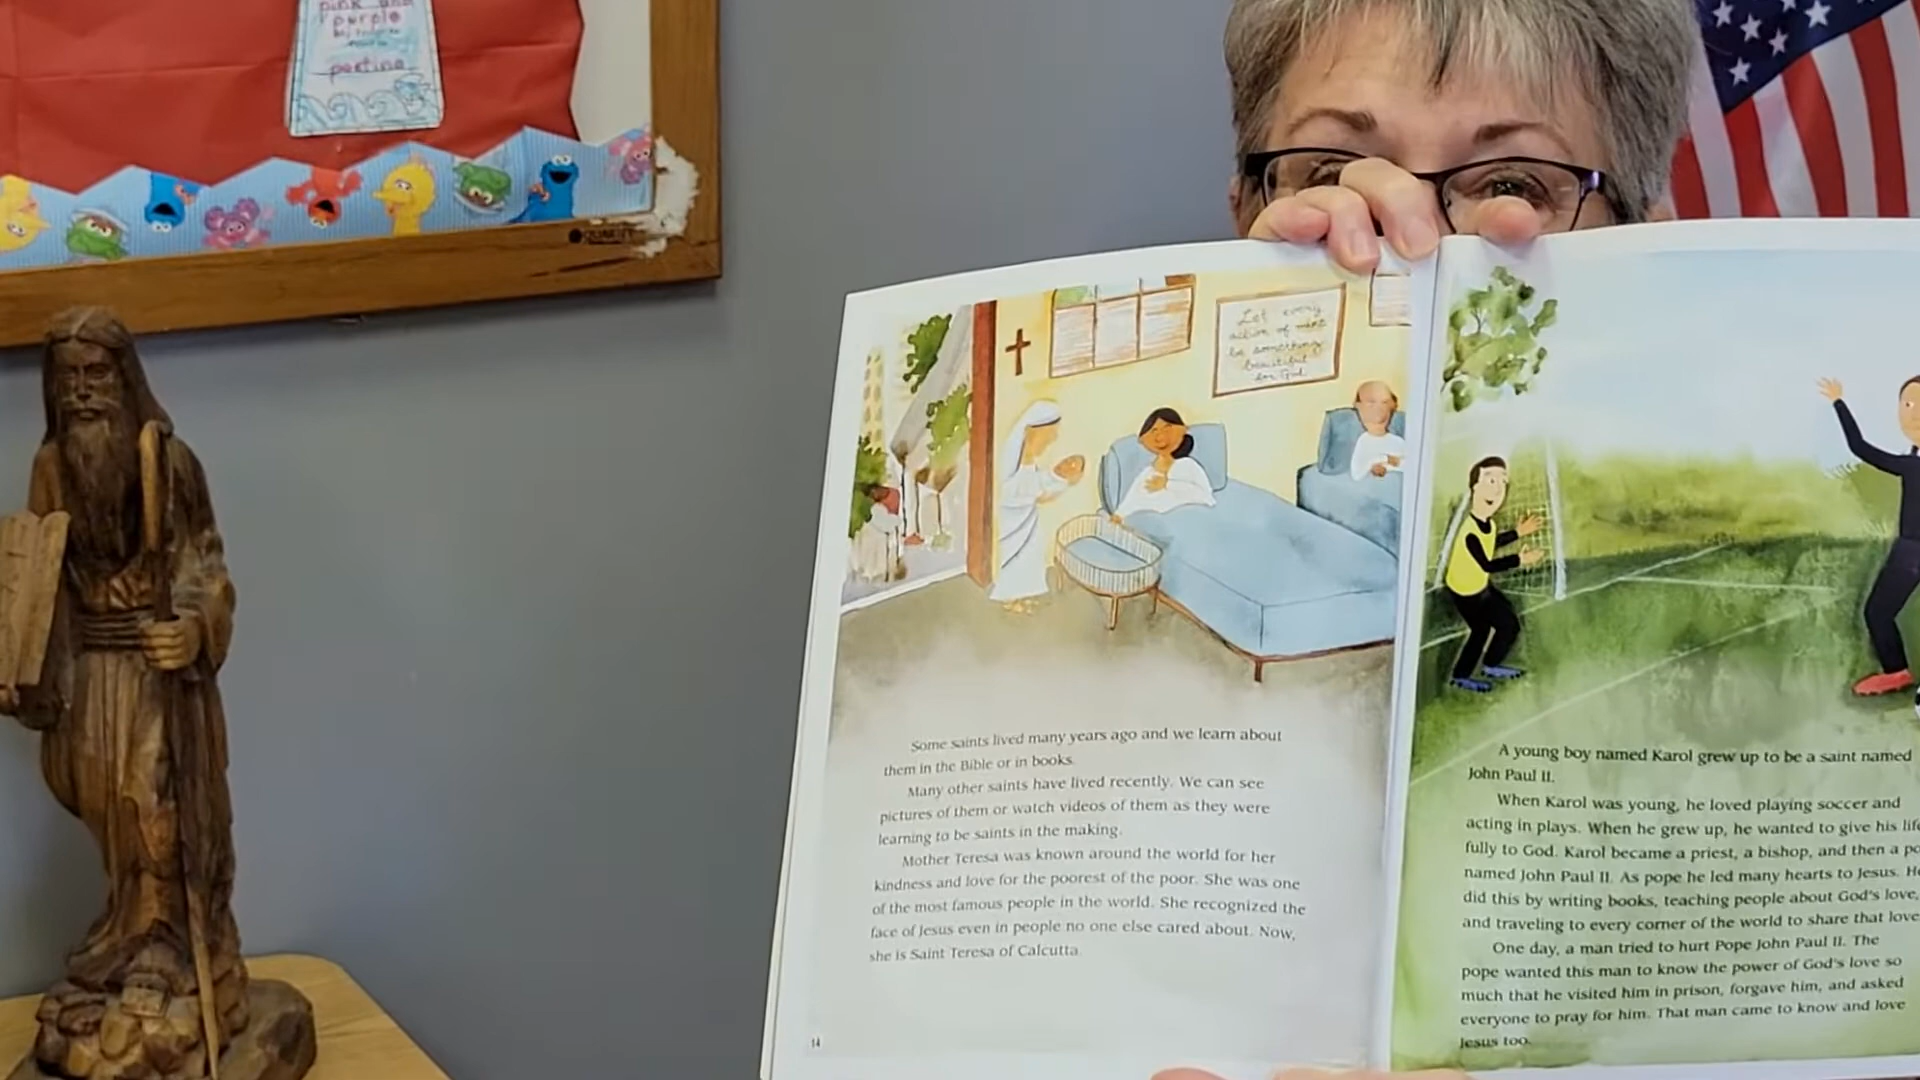 pink and
purple
QUARTET
Let every
action of mine
be something
beautiful
for God
Some saints lived many years ago and we learn about
them in the Bible or in books.
Many other saints have lived recently. We can see
pictures of them or watch videos of them as they were
learning to be saints in the making.
Mother Teresa was known around the world for her
kindness and love for the poorest of the poor. She was one
of the most famous people in the world. She recognized the
face of Jesus even in people no one else cared about. Now,
she is Saint Teresa of Calcutta.
14
A young boy named Karol grew up to be a saint named
John Paul II.
When Karol was young, he loved playing soccer and
acting in plays. When he grew up, he wanted to give his life
fully to God. Karol became a priest, a bishop, and then a po
named John Paul II. As pope he led many hearts to Jesus. He
did this by writing books, teaching people about God's love,
and traveling to every corner of the world to share that love
One day, a man tried to hurt Pope John Paul II. The
pope wanted this man to know the power of God's love so
much that he visited him in prison, forgave him, and asked
everyone to pray for him. That man came to know and love
Jesus too.